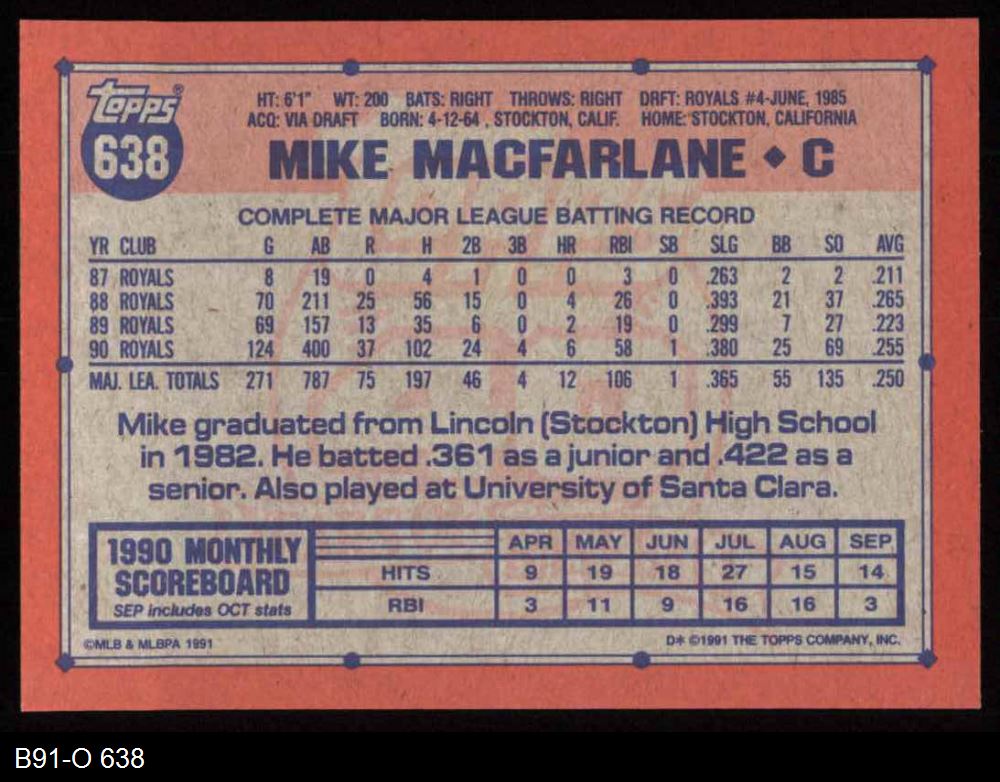 Topps®
638
HT: 6'1" WT: 200 BATS: RIGHT THROWS: RIGHT DRFT: ROYALS #4-JUNE, 1985
ACQ: VIA DRAFT BORN: 4-12-64 , STOCKTON, CALIF. HOME: STOCKTON, CALIFORNIA
MIKE MACFARLANE ◆ C
COMPLETE MAJOR LEAGUE BATTING RECORD
YR CLUB G AB R H 2B 3B HR RBI SB SLG BB SO AVG
87 ROYALS 8 19 0 4 1 0 0 3 0 .263 2 2 .211
88 ROYALS 70 211 25 56 15 0 4 26 0 .393 21 37 .265
89 ROYALS 69 157 13 35 6 0 2 19 0 .299 7 27 .223
90 ROYALS 124 400 37 102 24 4 6 58 1 .380 25 69 .255
MAJ. LEA. TOTALS 271 787 75 197 46 4 12 106 1 .365 55 135 .250
Mike graduated from Lincoln (Stockton) High School
in 1982. He batted .361 as a junior and .422 as a
senior. Also played at University of Santa Clara.
1990 MONTHLY
SCOREBOARD
SEP includes OCT stats
APR MAY JUN JUL AUG SEP
HITS 9 19 18 27 15 14
RBI 3 11 9 16 16 3
©MLB & MLBPA 1991 D* ©1991 THE TOPPS COMPANY, INC.
B91-O 638